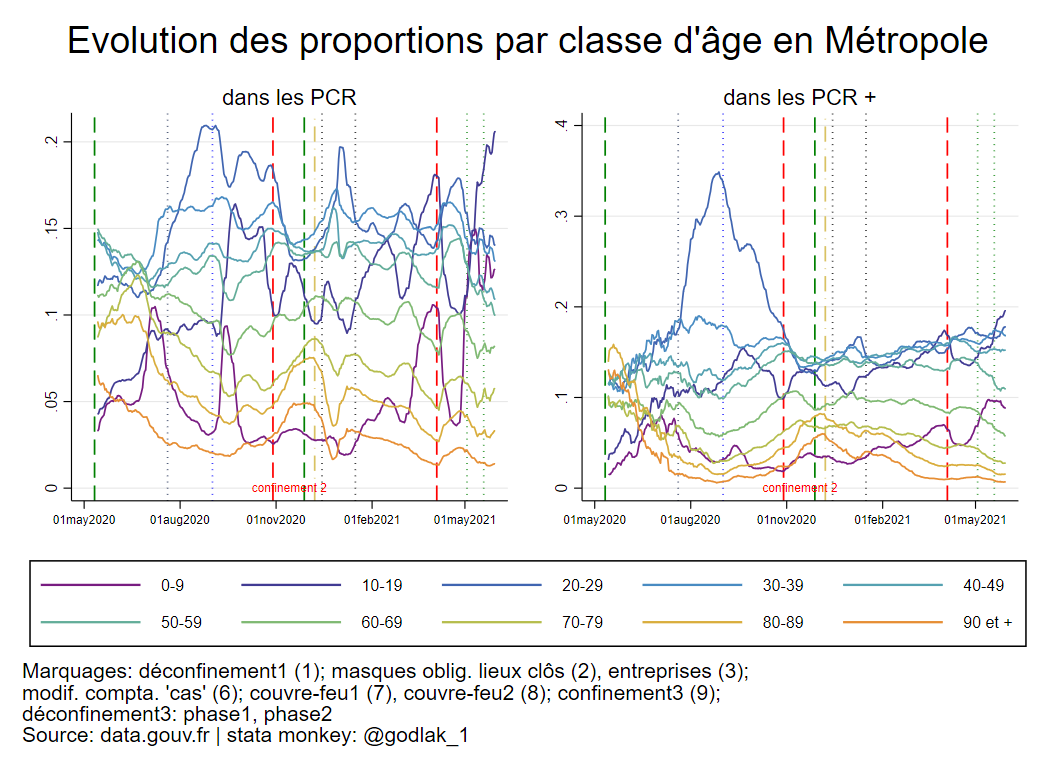 Evolution des proportions par classe d'âge en Métropole
dans les PCR
dans les PCR +
.2
.15
.1
.05
0
confinement 2
01may2020 01aug2020 01nov2020 01feb2021 01may2021
.4
.3
.2
.1
0
confinement 2
01may2020 01aug2020 01nov2020 01feb2021 01may2021
0-9 10-19 20-29 30-39 40-49
50-59 60-69 70-79 80-89 90 et +
Marquages: déconfinement1 (1); masques oblig. lieux clôs (2), entreprises (3);
modif. compta. 'cas' (6); couvre-feu1 (7), couvre-feu2 (8); confinement3 (9);
déconfinement3: phase1, phase2
Source: data.gouv.fr | stata monkey: @godlak_1